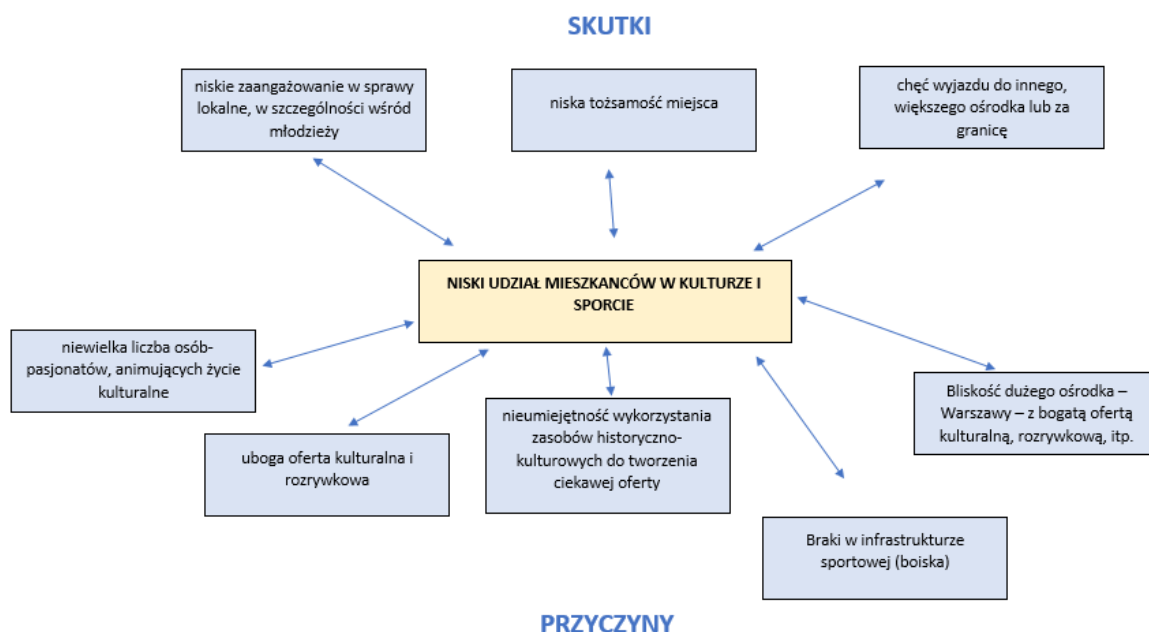 SKUTKI
niskie zaangażowanie w sprawy
lokalne, w szczególności wśród
młodzieży
niska tożsamość miejsca
chęć wyjazdu do innego,
większego ośrodka lub za
granicę
NISKI UDZIAŁ MIESZKANCÓW W KULTURZE I
SPORCIE
niewielka liczba osób-
pasjonatów, animujących życie
kulturalne
uboga oferta kulturalna i
rozrywkowa
nieumiejętność wykorzystania
zasobów historyczno-
kulturowych do tworzenia
ciekawej oferty
Bliskość dużego ośrodka –
Warszawy – z bogatą ofertą
kulturalną, rozrywkową, itp.
Braki w infrastrukturze
sportowej (boiska)
PRZYCZYNY